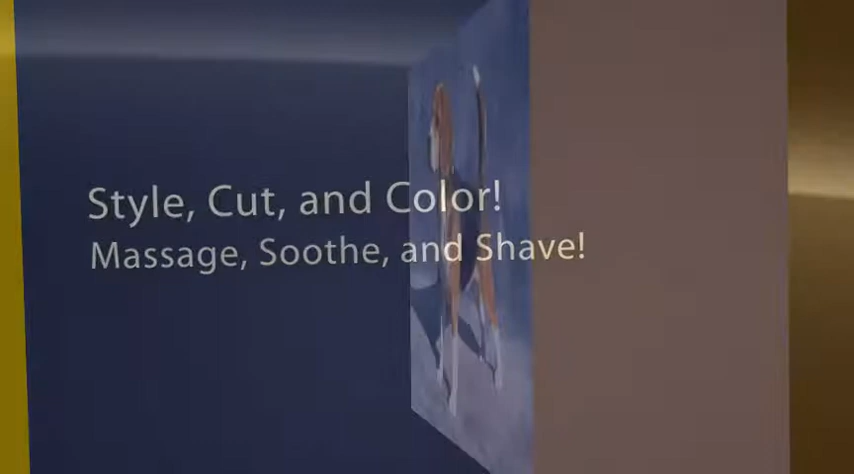 Style, Cut, and Color!
Massage, Soothe, and Shave!